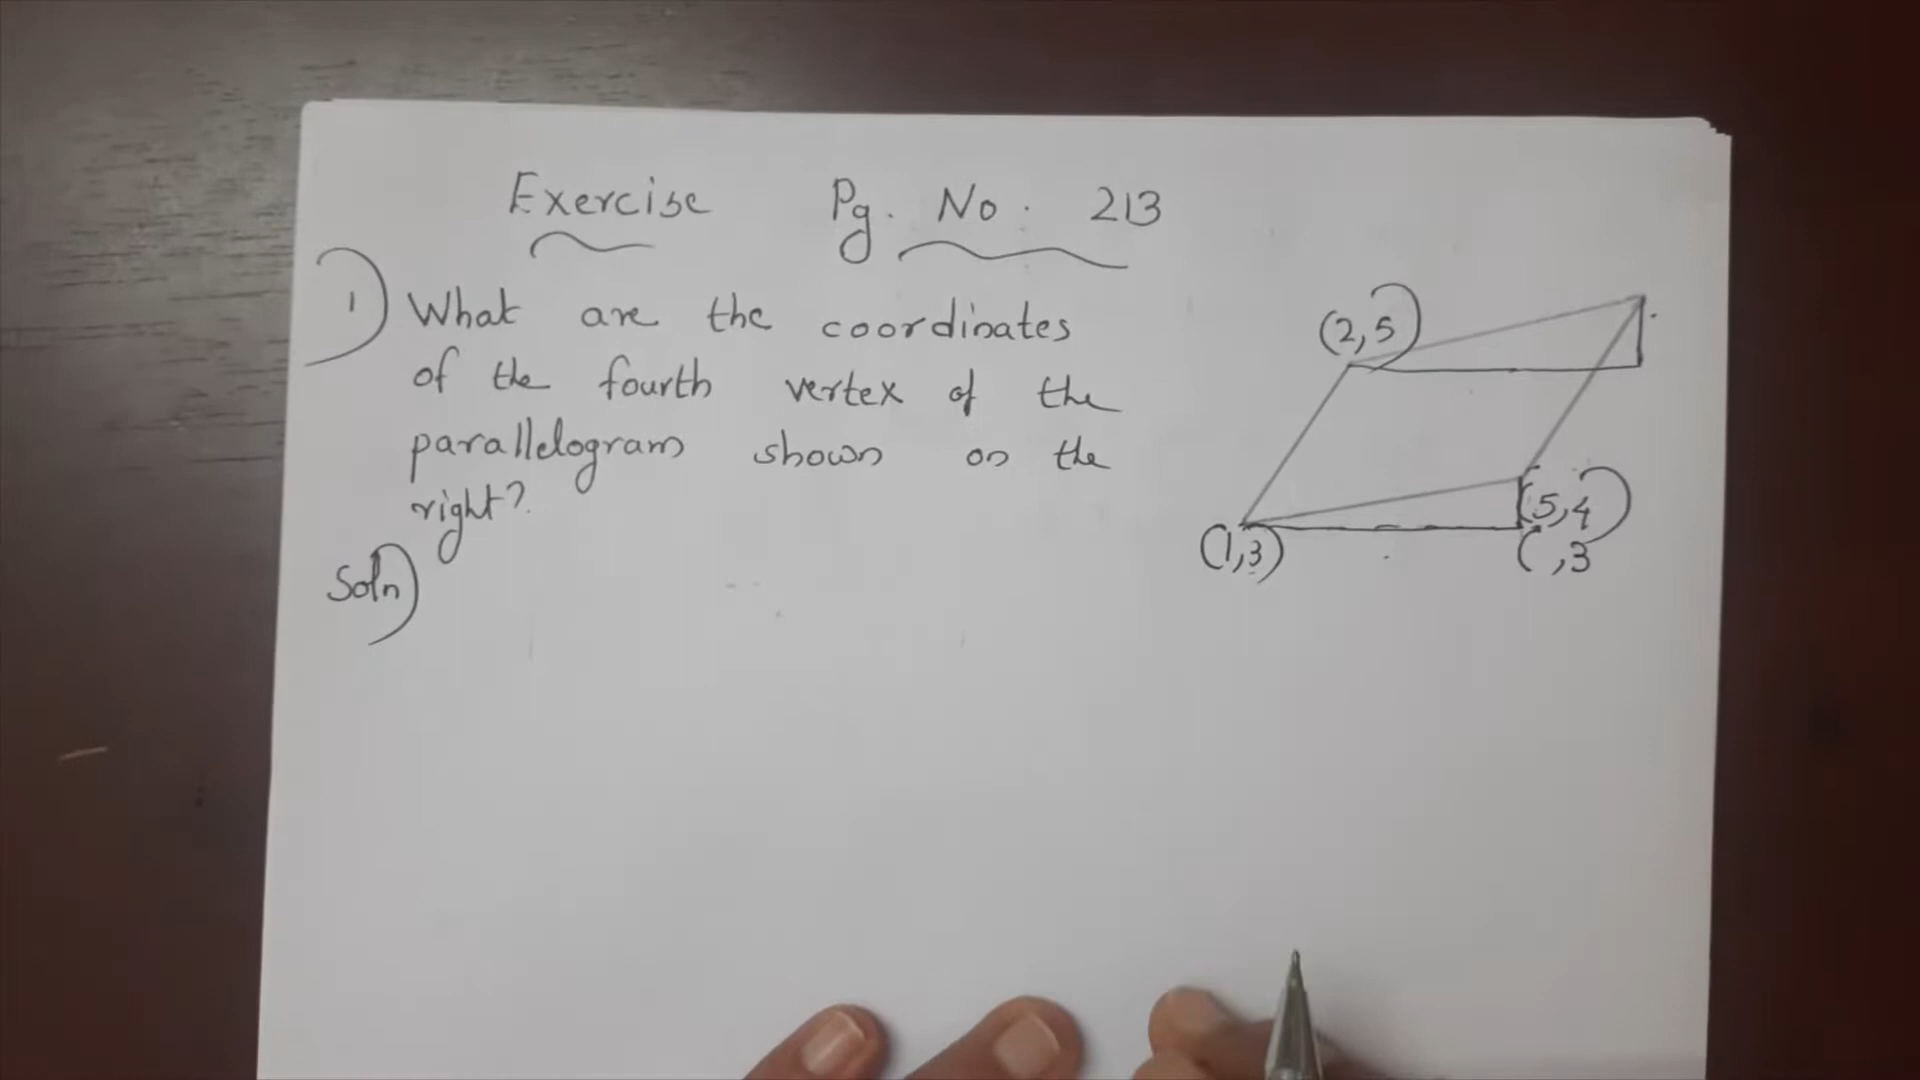 Exercise Pg. No. 213
1) What are the coordinates
of the fourth vertex of the
parallelogram shown on the
right?
Soln)
(2,5)
(5,4)
(1,3)
( ,3